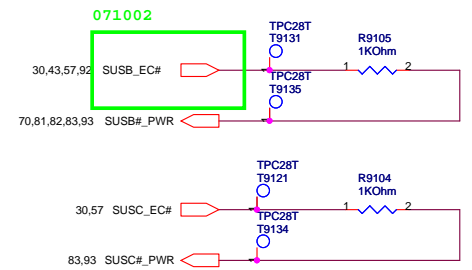 071002
TPC28T
T9131
R9105
1KOhm
30,43,57,92 SUSB_EC#
1 2
TPC28T
T9135
70,81,82,83,93 SUSB#_PWR
TPC28T
T9121
R9104
1KOhm
30,57 SUSC_EC#
1 2
TPC28T
T9134
83,93 SUSC#_PWR